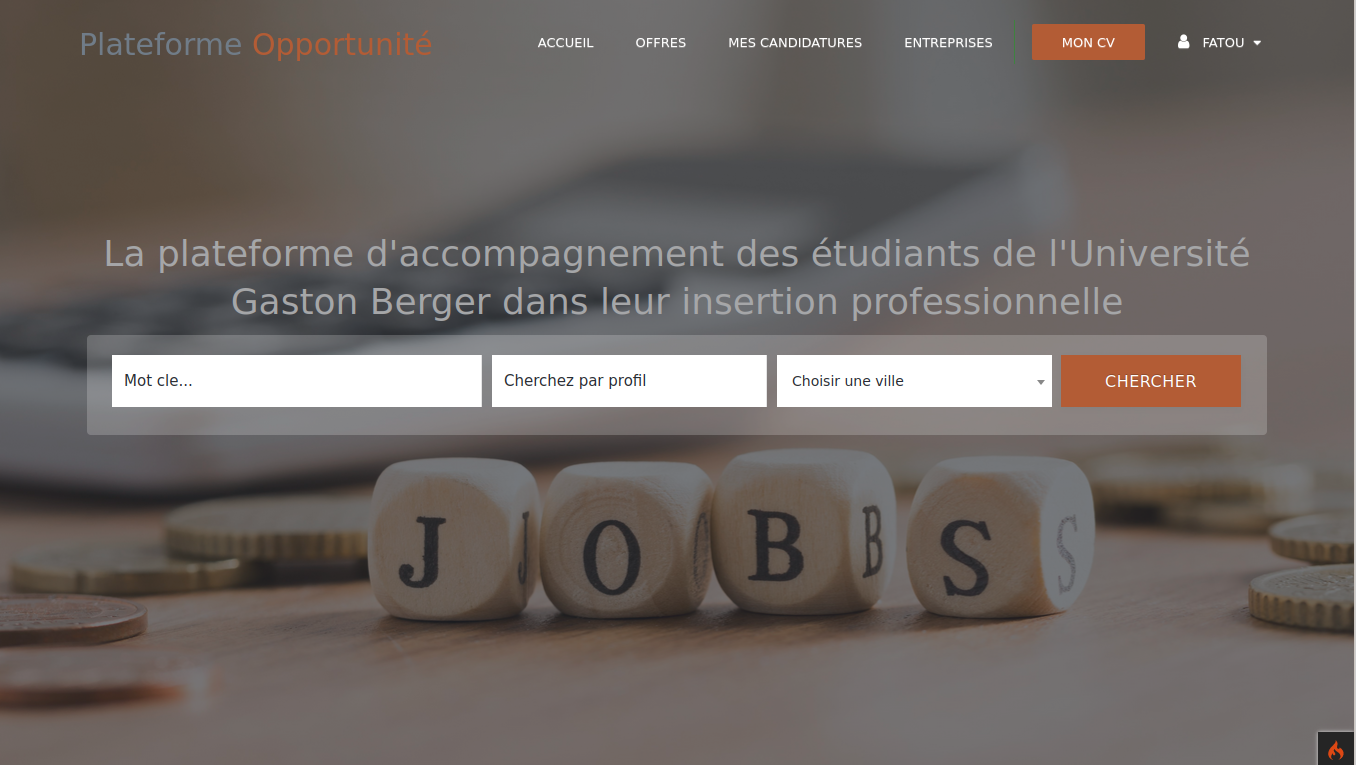 Plateforme Opportunité
ACCUEIL
OFFRES
MES CANDIDATURES
ENTREPRISES
MON CV
FATOU
La plateforme d'accompagnement des étudiants de l'Université
Gaston Berger dans leur insertion professionnelle
Mot cle...
Cherchez par profil
Choisir une ville
CHERCHER
J J O O B B S S